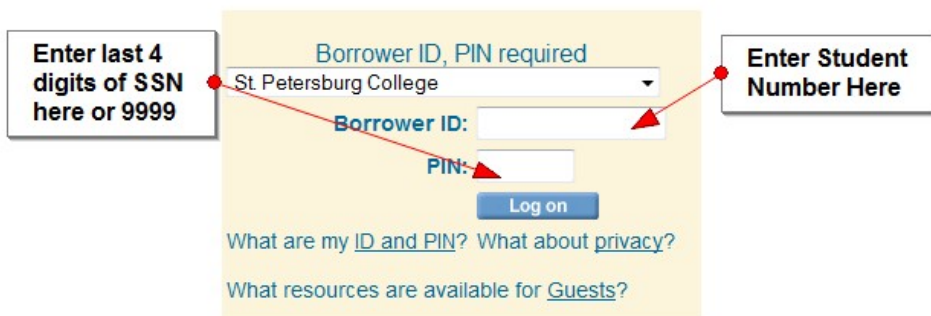 Enter last 4
digits of SSN
here or 9999
Borrower ID, PIN required
St. Petersburg College
Borrower ID:
PIN:
Log on
What are my ID and PIN? What about privacy?
What resources are available for Guests?
Enter Student
Number Here